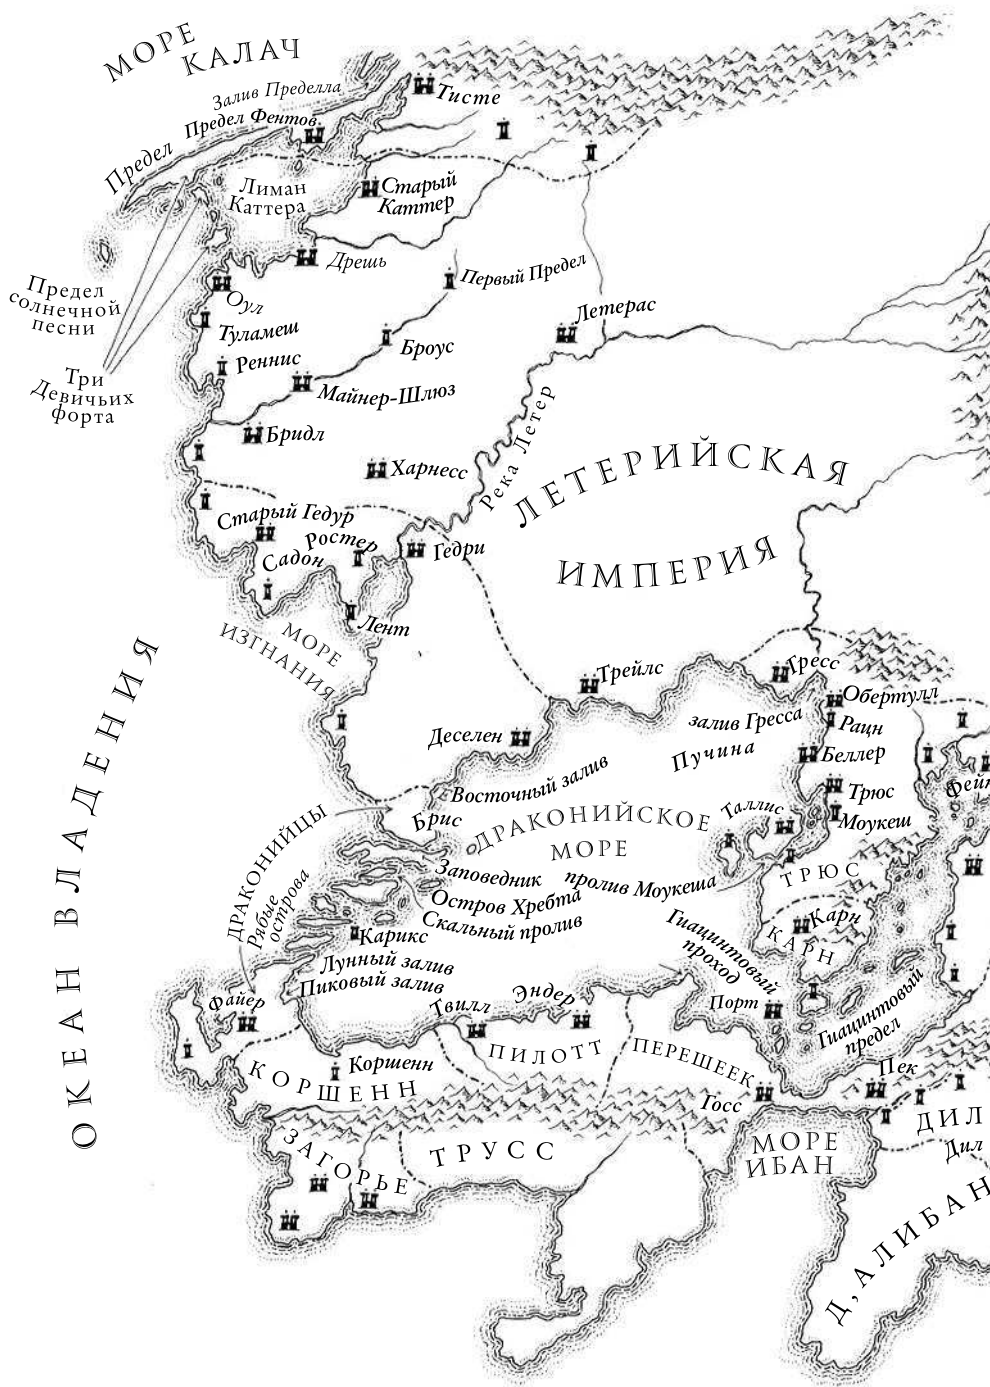 МОРЕ
КАЛАЧ
Залив Пределла
Предел Фентов
Предел
Тисте
Лиман
Каттера
Старый
Каттер
Дрешь
Первый Предел
Предел
солнечной
песни
Оул
Туламеш
Реннис
Три
Девичьих
форта
Броус
Летерас
Майнер-Шлюз
Бридл
Харнесс
Река Летер
ЛЕТЕРИЙСКАЯ
ИМПЕРИЯ
Старый Гедур
Ростер
Садон
Гедри
Лент
МОРЕ
ИЗГНАНИЯ
ОКЕАН ВЛАДЕНИЯ
Трейлс
Гресс
Обертулл
залив Гресса
Рацн
Деселен
Пучина
Беллер
Восточный залив
Трюс
Фейн
Брис
ДРАКОНИЙЦЫ
ДРАКОНИЙСКОЕ
МОРЕ
Таллис
Моукеш
Заповедник
пролив Моукеша
ТРЮС
Рябые
острова
Остров Хребта
Скальный пролив
Карикс
Гиацинтовый
проход
Карн
КАРН
Лунный залив
Пиковый залив
Файер
Твилл
Эндер
Порт
Гиацинтовый
предел
Коршенн
КОРШЕНН
ПИЛОТТ
ПЕРЕШЕЕК
Госс
Пек
ДИЛ
Дил
ЗАГОРЬЕ
ТРУСС
МОРЕ
ИБАН
Д,АЛИБАН